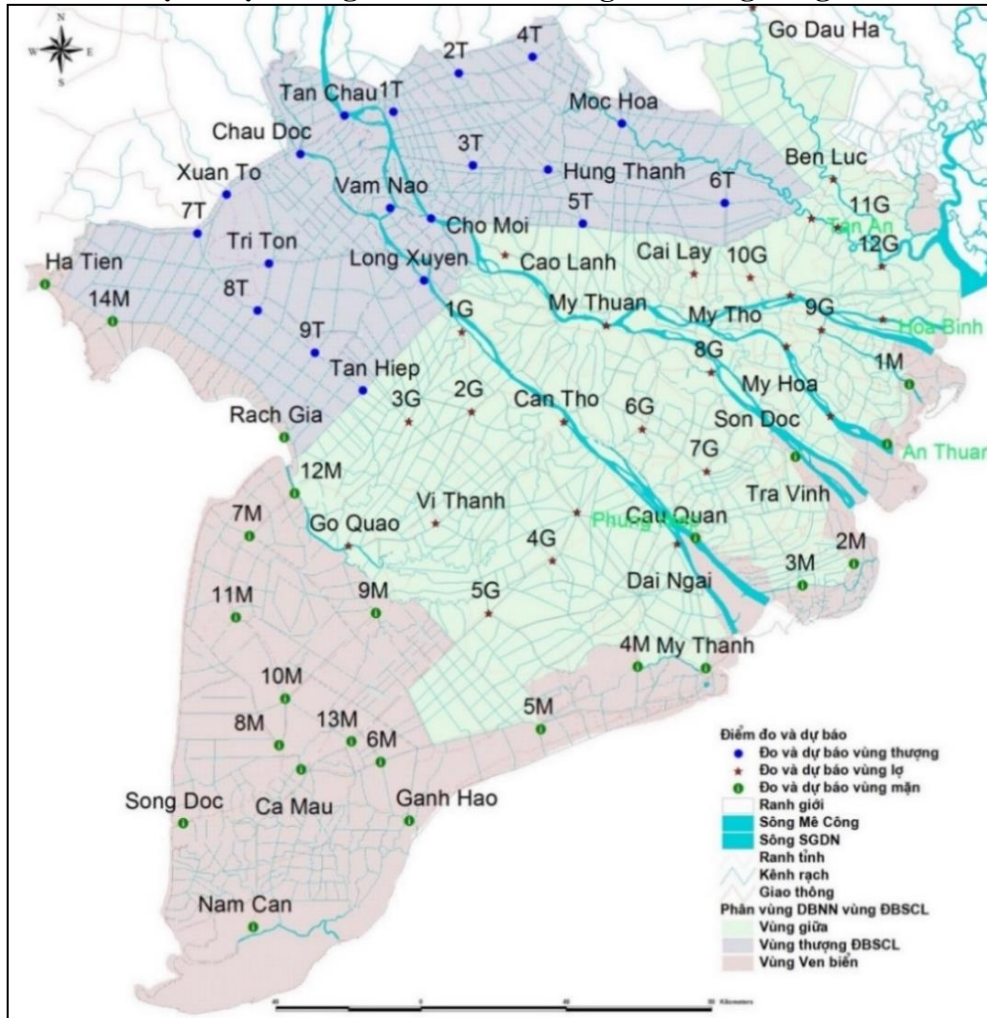 N
W E
S
Go Dau Ha
4T
2T
Tan Chau
1T
Moc Hoa
Chau Doc
Ben Luc
Xuan To
3T
Hung Thanh
Vam Nao
6T
11G
7T
5T
Cho Moi
Tan An
Tri Ton
12G
Ha Tien
Long Xuyen
Cao Lanh
Cai Lay
10G
8T
14M
1G
My Thuan
My Tho
9G
Hoa Binh
9T
8G
1M
Tan Hiep
My Hoa
2G
3G
Can Tho
6G
Son Doc
Rach Gia
An Thuan
7G
12M
Tra Vinh
7M
Vi Thanh
Go Quao
Cau Quan
4G
2M
3M
Dai Ngai
11M
9M
5G
4M
My Thanh
10M
5M
8M
13M
6M
Điểm đo và dự báo
Đo và dự báo vùng thượng
Đo và dự báo vùng lợ
Đo và dự báo vùng mặn
Ca Mau
Song Doc
Ganh Hao
Ranh giới
Sông Mê Công
Sông SGDN
Ranh tỉnh
Kênh rạch
Giao thông
Nam Can
Phân vùng DBNN vùng ĐBSCL
Vùng giữa
Vùng thượng ĐBSCL
Vùng Ven biển
0
Kilometers